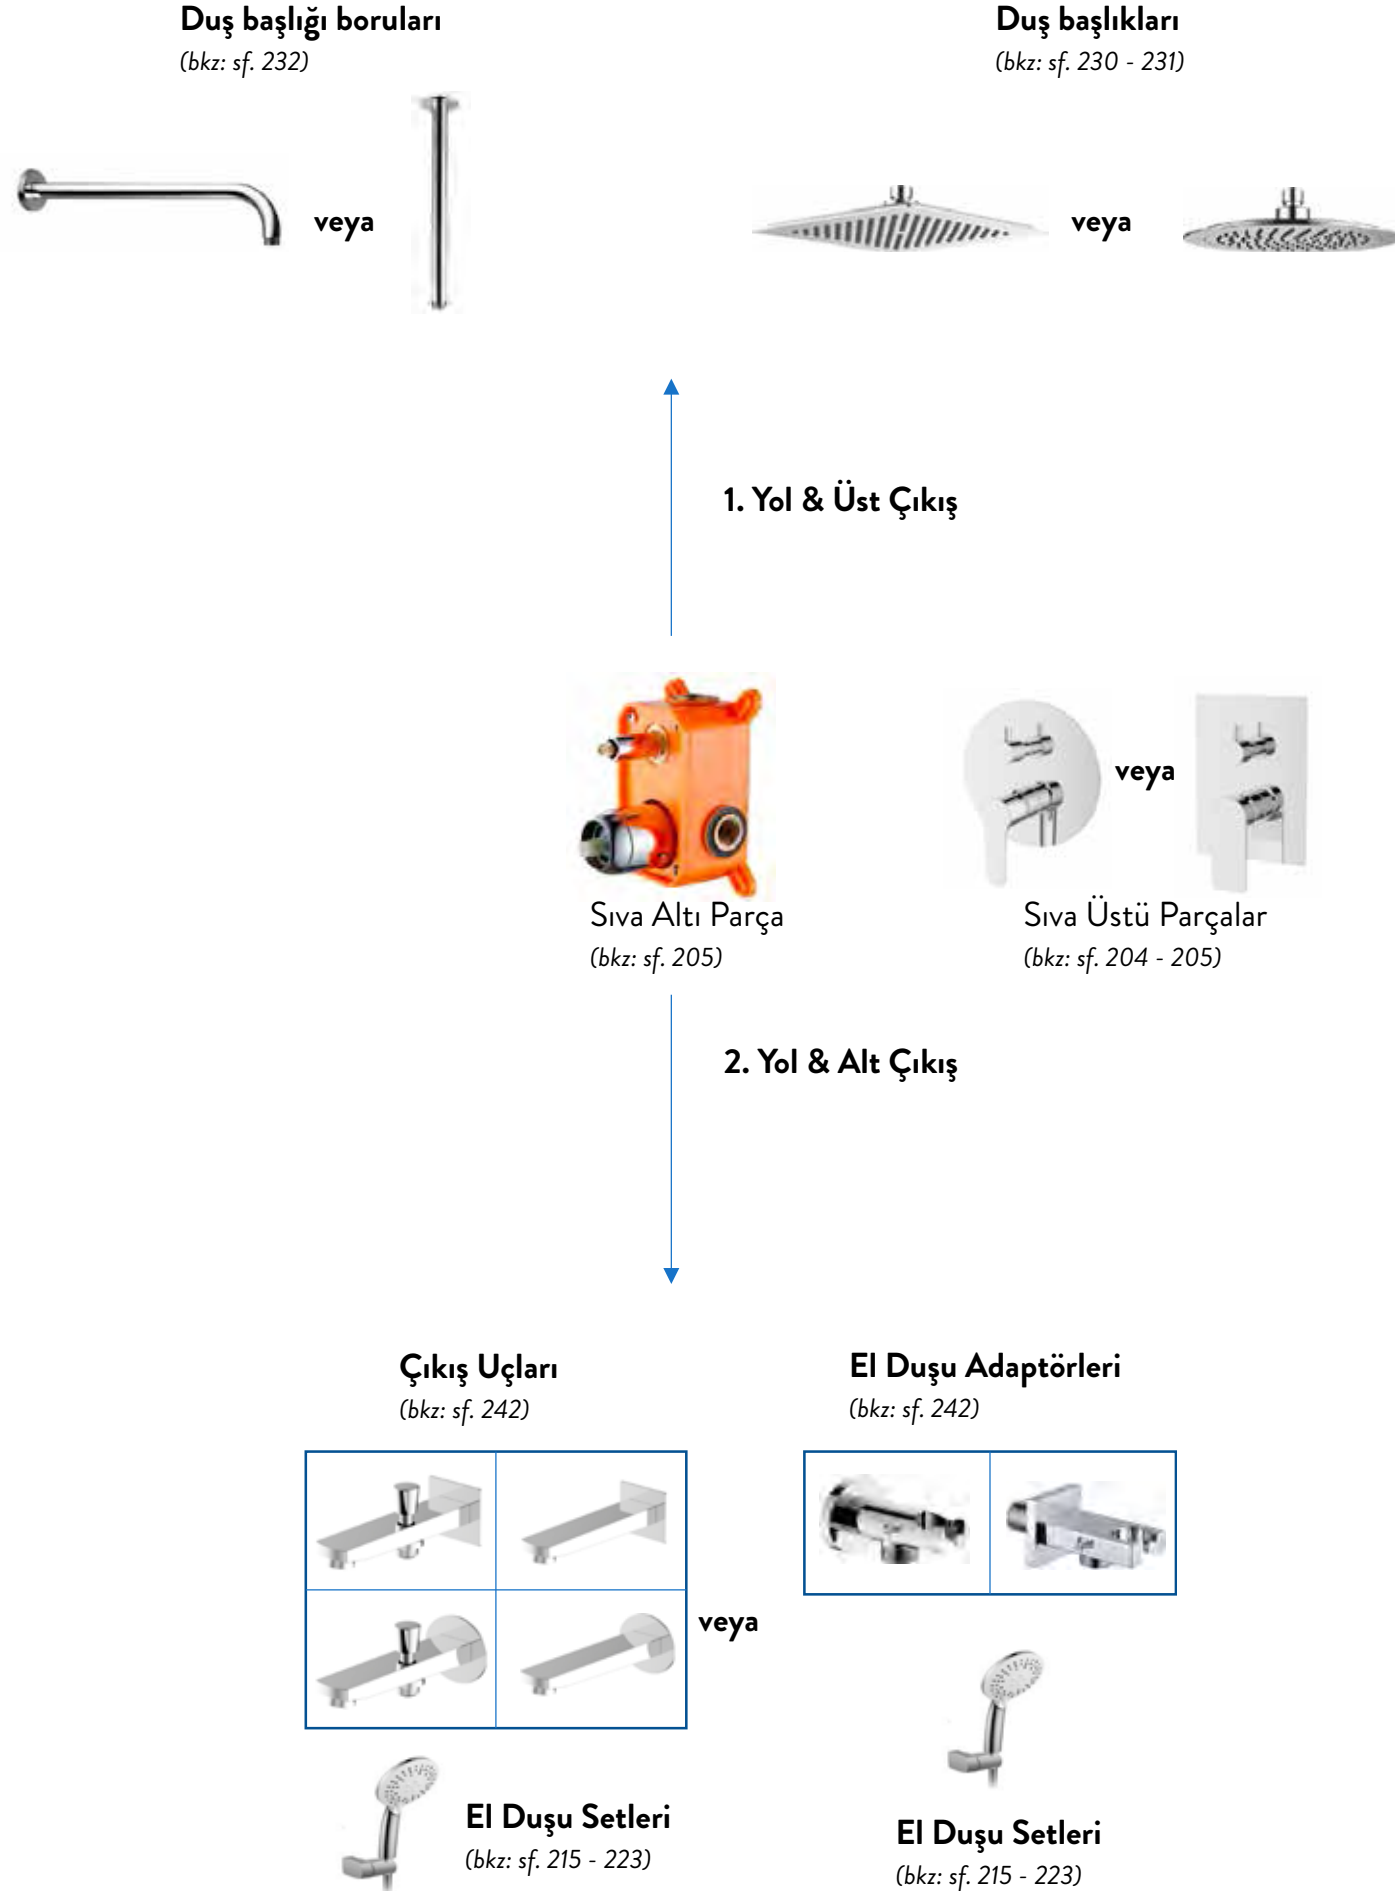 Duş başlığı boruları
(bkz: sf. 232)
Duş başlıkları
(bkz: sf. 230 - 231)
veya
veya
1. Yol & Üst Çıkış
veya
Sıva Altı Parça
(bkz: sf. 205)
Sıva Üstü Parçalar
(bkz: sf. 204 - 205)
2. Yol & Alt Çıkış
Çıkış Uçları
(bkz: sf. 242)
El Duşu Adaptörleri
(bkz: sf. 242)
veya
El Duşu Setleri
(bkz: sf. 215 - 223)
El Duşu Setleri
(bkz: sf. 215 - 223)